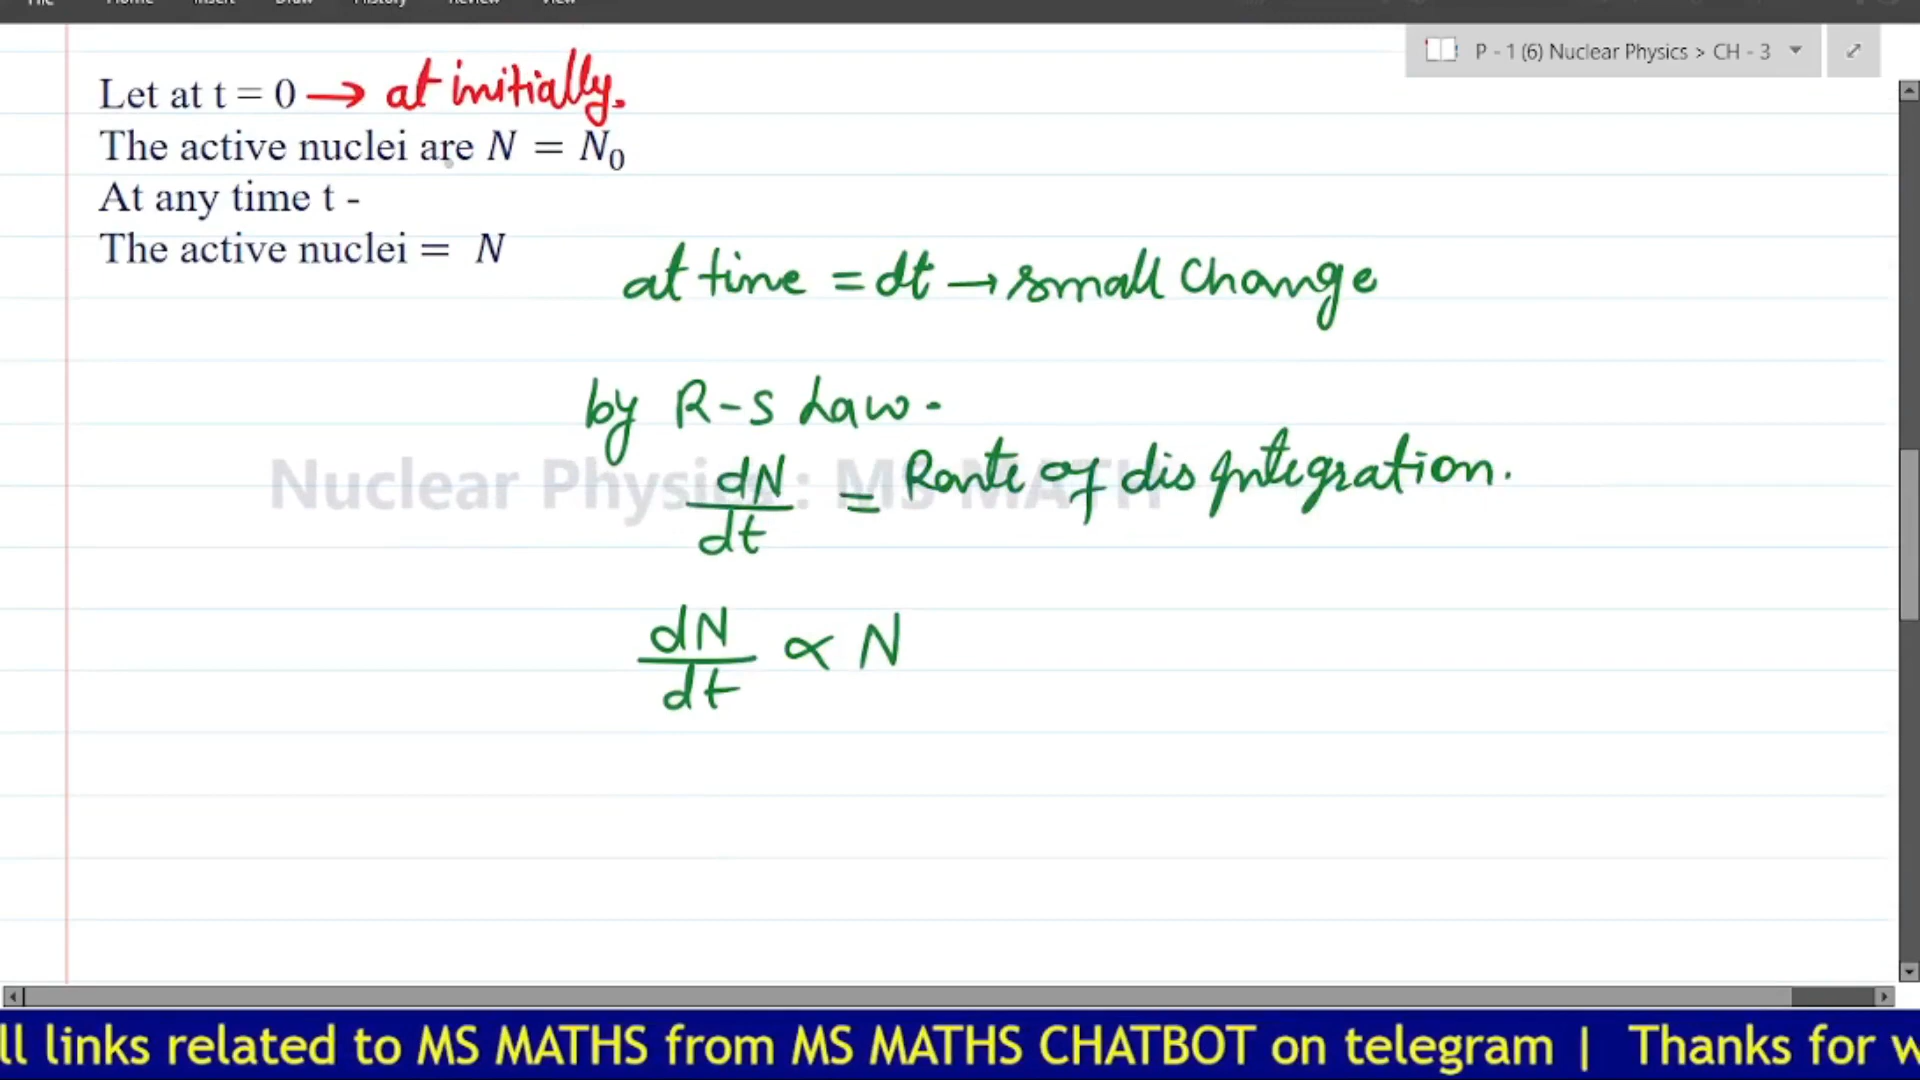 P - 1 (6) Nuclear Physics > CH - 3
Let at t = 0 → at initially.
The active nuclei are N = N₀
At any time t -
The active nuclei = N
at time = dt → small Change
by R-S Law.
Nuclear Physics : MS MATH
dN/dt = Rate of disintegration.
dN/dt ∝ N
ll links related to MS MATHS from MS MATHS CHATBOT on telegram | Thanks for w